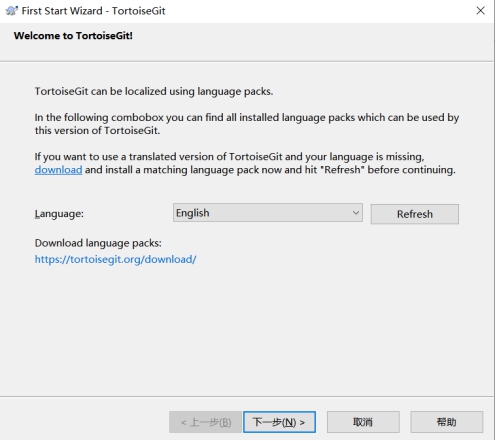 First Start Wizard - TortoiseGit
Welcome to TortoiseGit!
TortoiseGit can be localized using language packs.
In the following combobox you can find all installed language packs which can be used by
this version of TortoiseGit.
If you want to use a translated version of TortoiseGit and your language is missing,
download and install a matching language pack now and hit "Refresh" before continuing.
Language: English Refresh
Download language packs:
https://tortoisegit.org/download/
< 上一步(B) 下一步(N) > 取消 帮助